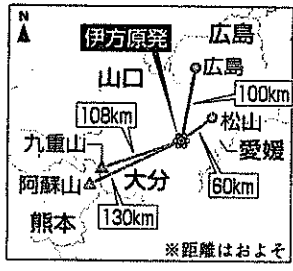 N
伊方原発
広島
広島
山口
100km
108km
松山
九重山
愛媛
阿蘇山
大分
60km
130km
熊本
※距離はおよそ